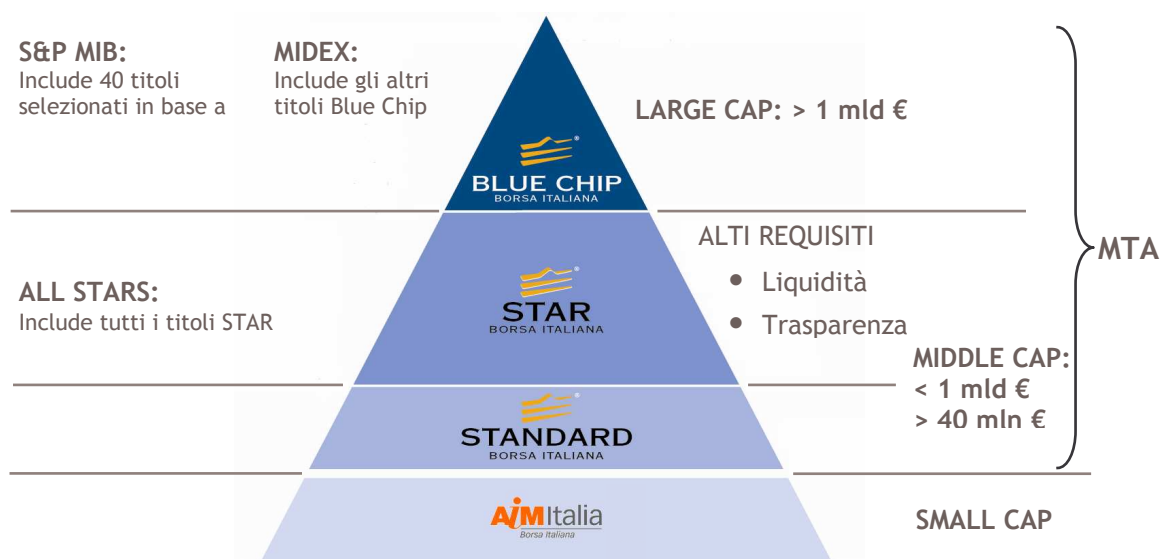 S&P MIB:
Include 40 titoli
selezionati in base a
MIDEX:
Include gli altri
titoli Blue Chip
LARGE CAP: > 1 mld €
BLUE CHIP
BORSA ITALIANA
ALTI REQUISITI
• Liquidità
• Trasparenza
MTA
ALL STARS:
Include tutti i titoli STAR
STAR
BORSA ITALIANA
MIDDLE CAP:
< 1 mld €
> 40 mln €
STANDARD
BORSA ITALIANA
AiMItalia
Borsa Italiana
SMALL CAP